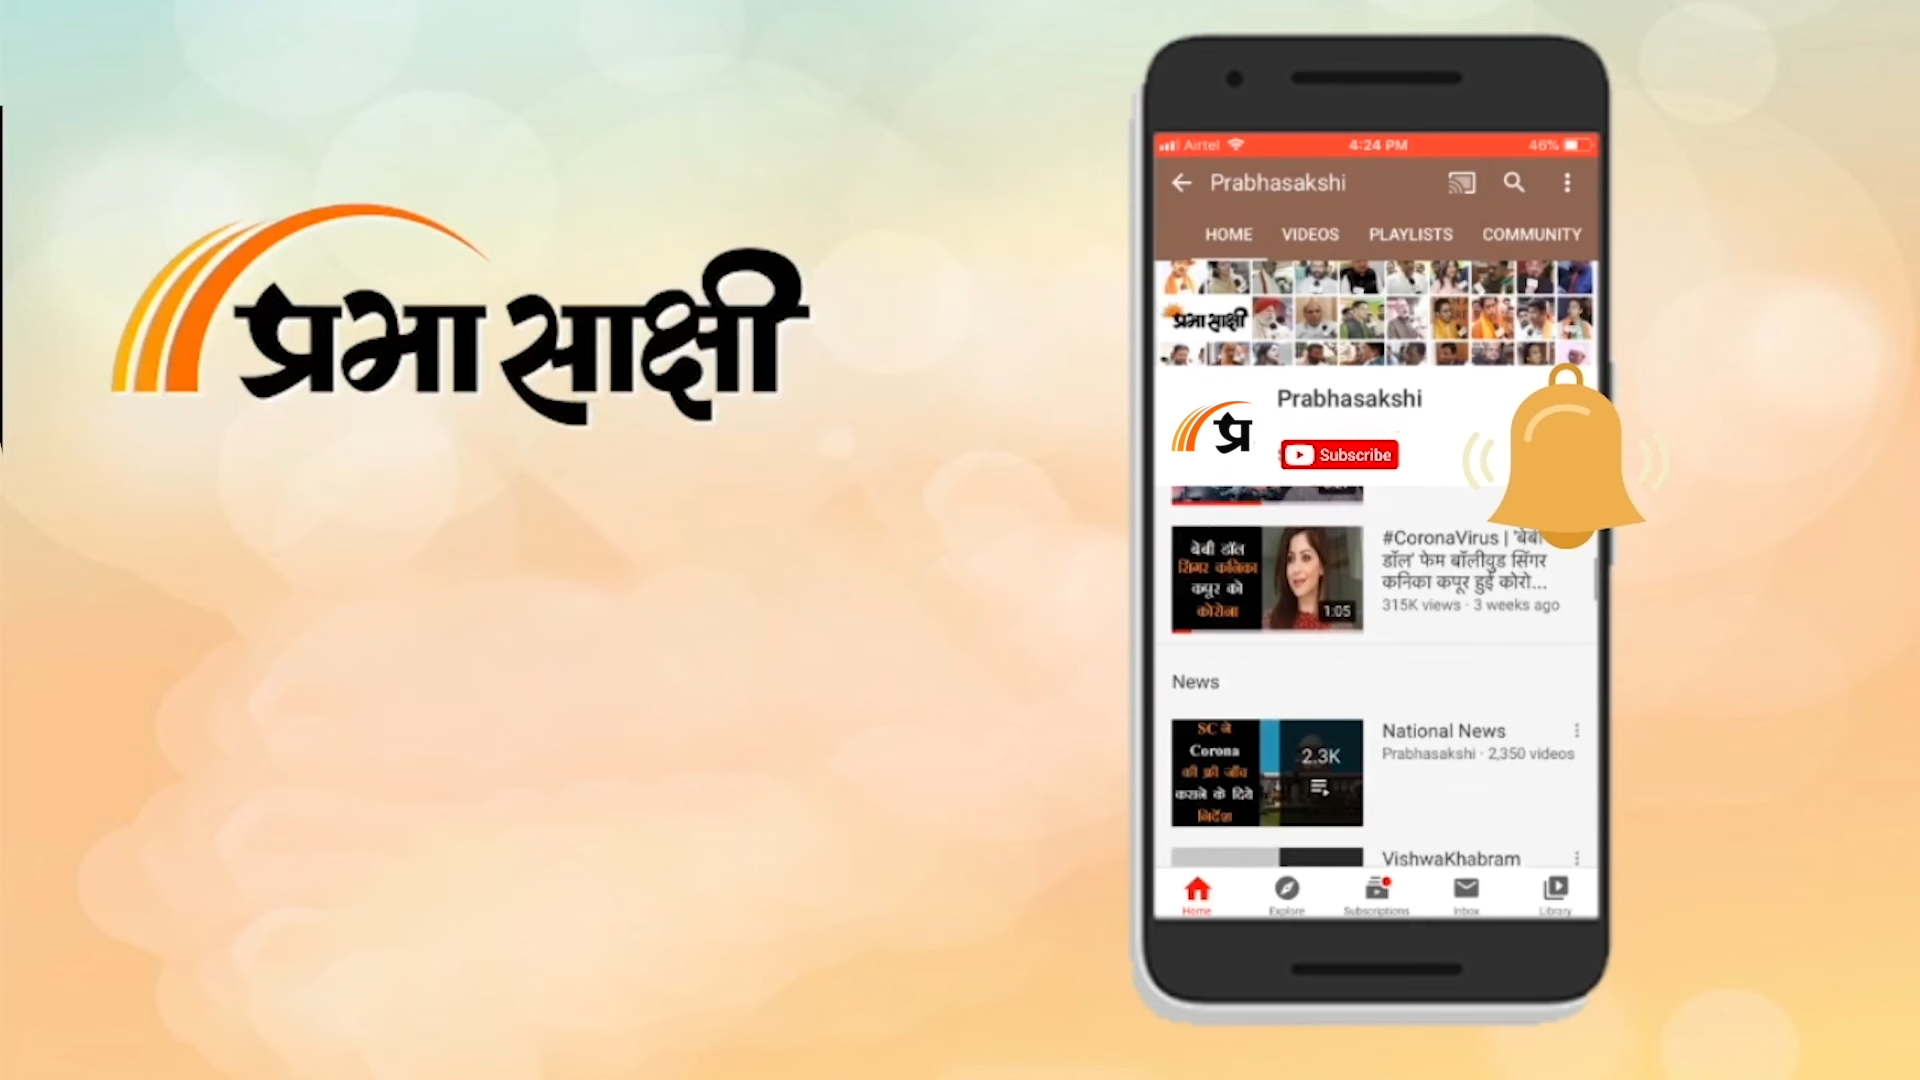 प्रभासाक्षी
Airtel 4:24 PM 46%
Prabhasakshi
HOME VIDEOS PLAYLISTS COMMUNITY
प्रभासाक्षी
Prabhasakshi
प्र
Subscribe
बेबी डॉल
सिंगर कनिका
कपूर को
कोरोना
1:05
#CoronaVirus | 'बेबी
डॉल' फेम बॉलीवुड सिंगर
कनिका कपूर हुईं कोरो...
315K views · 3 weeks ago
News
SC ने
Corona
की फ्री जाँच
कराने के दिये
निर्देश
2.3K
National News
Prabhasakshi · 2,350 videos
VishwaKhabram
Home Explore Subscriptions Inbox Library